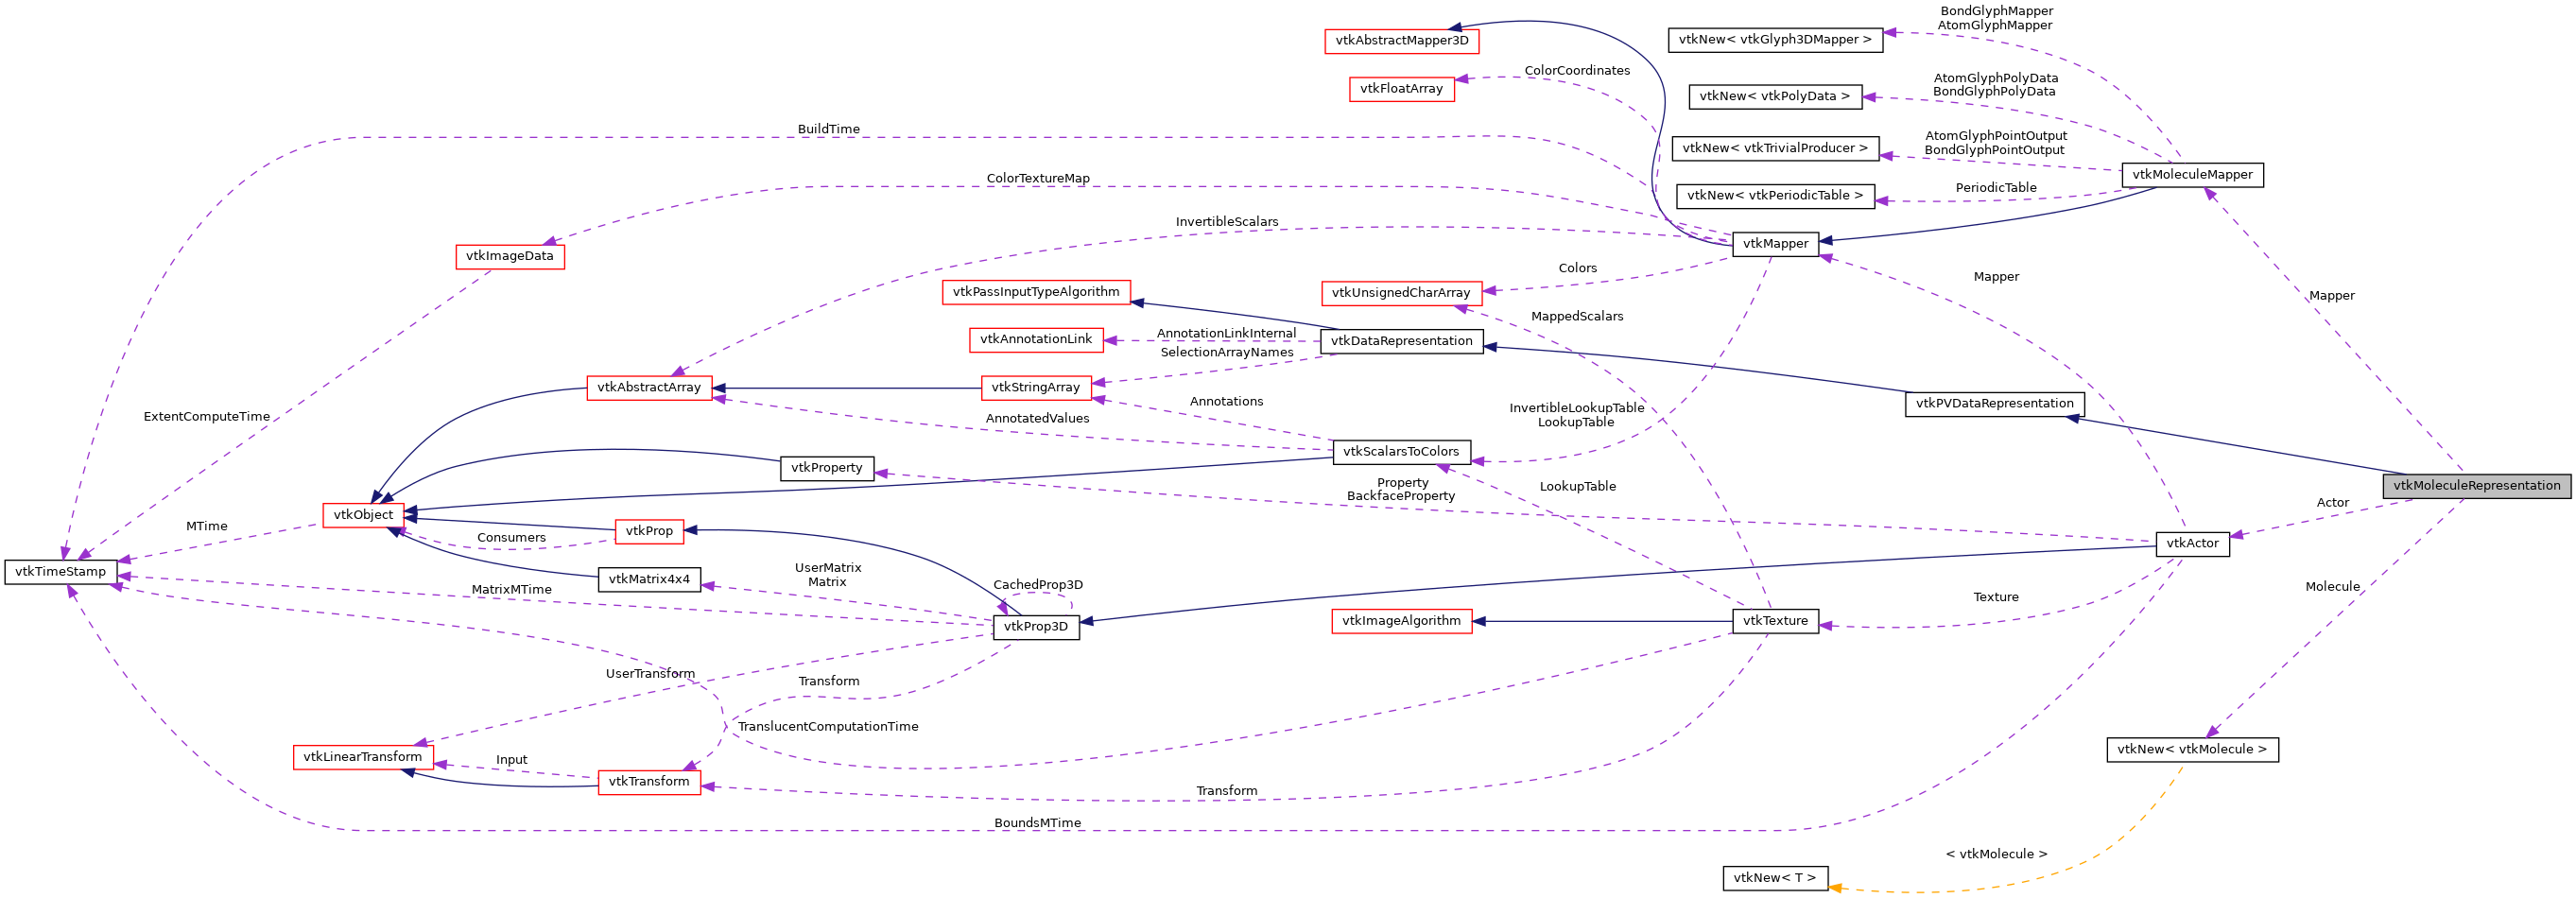 BondGlyphMapper
AtomGlyphMapper
vtkAbstractMapper3D
vtkNew< vtkGlyph3DMapper >
ColorCoordinates
vtkFloatArray
AtomGlyphPolyData
BondGlyphPolyData
vtkNew< vtkPolyData >
BuildTime
AtomGlyphPointOutput
BondGlyphPointOutput
vtkNew< vtkTrivialProducer >
vtkMoleculeMapper
ColorTextureMap
PeriodicTable
vtkNew< vtkPeriodicTable >
InvertibleScalars
vtkMapper
vtkImageData
Colors
Mapper
vtkPassInputTypeAlgorithm
vtkUnsignedCharArray
Mapper
MappedScalars
AnnotationLinkInternal
vtkAnnotationLink
vtkDataRepresentation
SelectionArrayNames
vtkAbstractArray
vtkStringArray
Annotations
vtkPVDataRepresentation
ExtentComputeTime
AnnotatedValues
InvertibleLookupTable
LookupTable
vtkScalarsToColors
vtkProperty
Property
BackfaceProperty
LookupTable
vtkMoleculeRepresentation
Actor
vtkObject
MTime
vtkProp
Consumers
vtkActor
vtkTimeStamp
vtkMatrix4x4
UserMatrix
Matrix
CachedProp3D
MatrixMTime
Molecule
Texture
vtkProp3D
vtkImageAlgorithm
vtkTexture
UserTransform
Transform
TranslucentComputationTime
vtkLinearTransform
Input
vtkTransform
vtkNew< vtkMolecule >
Transform
BoundsMTime
< vtkMolecule >
vtkNew< T >